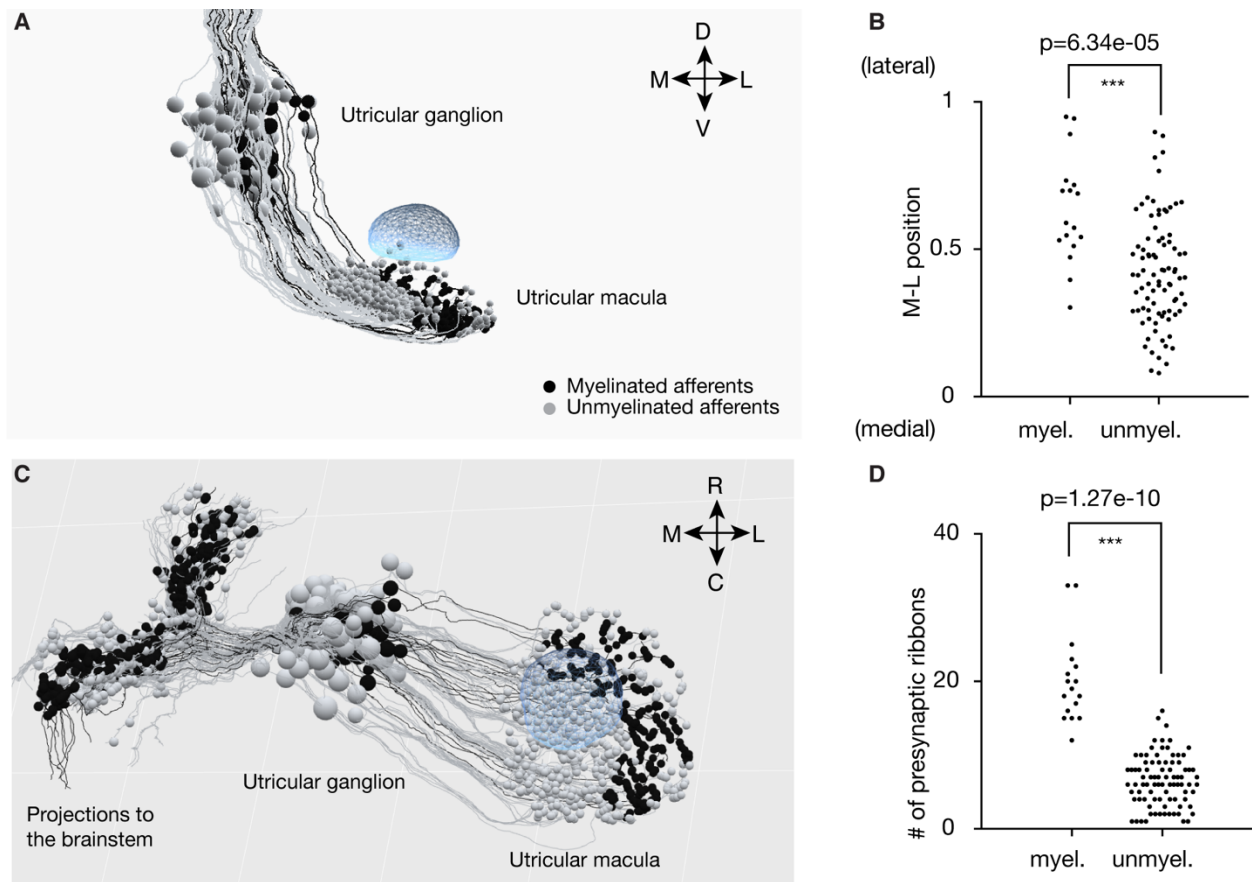 A
D
M
L
V
Utricular ganglion
Utricular macula
Myelinated afferents
Unmyelinated afferents
B
p=6.34e-05
(lateral)
***
1
0.5
0
M-L position
(medial)
myel.
unmyel.
C
R
M
L
C
Utricular ganglion
Projections to
the brainstem
Utricular macula
D
p=1.27e-10
***
40
20
0
# of presynaptic ribbons
myel.
unmyel.